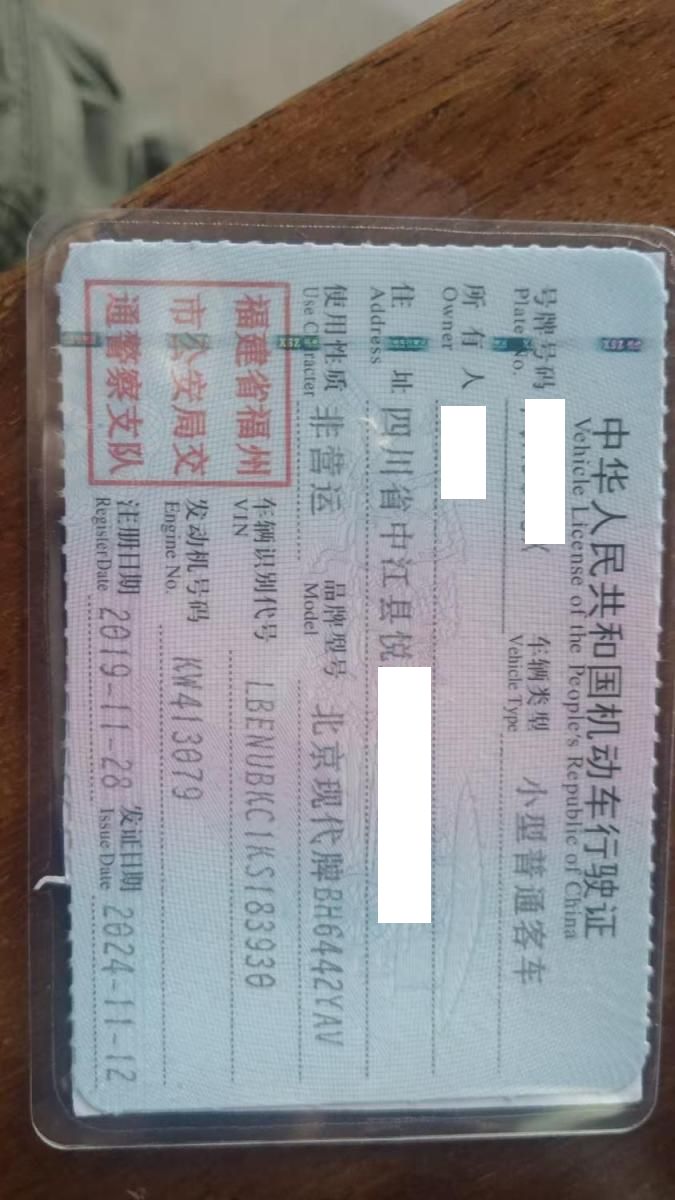 中华人民共和国机动车行驶证
Vehicle License of the People's Republic of China
号牌号码 车辆类型 小型普通客车
Plate No. Vehicle Type
所有人
Owner
住址 四川省中江县悦
Address
使用性质 非营运 品牌型号 北京现代牌BH6442YAV
Use Character Model
福建省福州
市公安局交
通警察支队
车辆识别代号 LBENUBKC1KS183930
VIN
发动机号码 KW413079
Engine No.
注册日期 2019-11-28 发证日期 2024-11-12
Register Date Issue Date